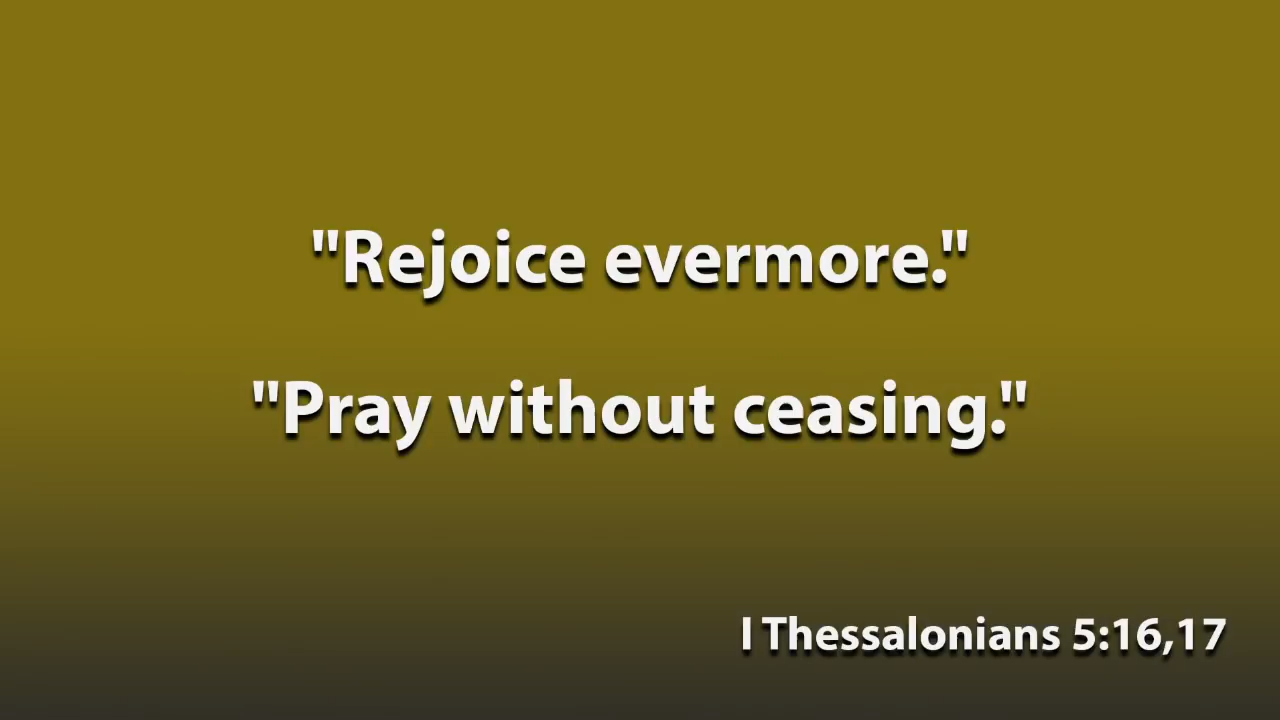 "Rejoice evermore."
"Pray without ceasing."
I Thessalonians 5:16,17